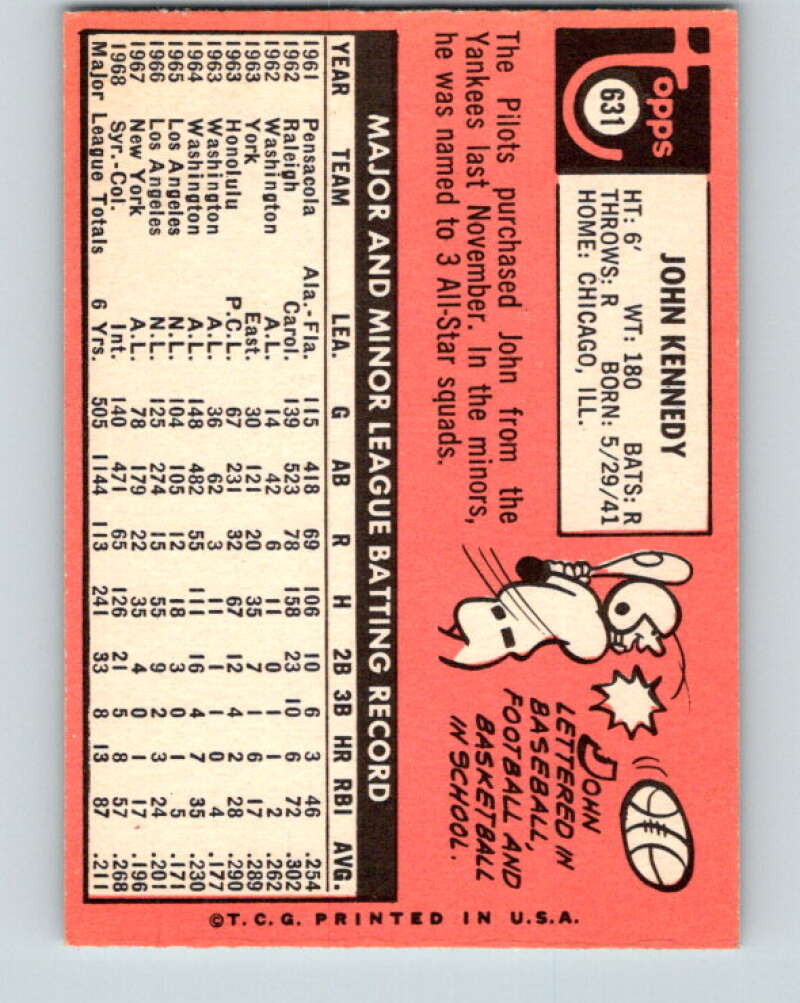 Topps
631
JOHN KENNEDY
HT: 6' WT: 180 BATS: R
THROWS: R BORN: 5/29/41
HOME: CHICAGO, ILL.
The Pilots purchased John from the
Yankees last November. In the minors,
he was named to 3 All-Star squads.
JOHN
LETTERED IN
BASEBALL,
FOOTBALL AND
BASKETBALL
IN SCHOOL.
MAJOR AND MINOR LEAGUE BATTING RECORD
YEAR TEAM LEA. G AB R H 2B 3B HR RBI AVG.
1961 Pensacola Ala.-Fla. 115 418 69 106 10 6 3 46 .254
1962 Raleigh Carol. 139 523 78 158 23 10 6 72 .302
1962 Washington A.L. 14 42 6 11 0 1 1 2 .262
1963 York East. 30 121 20 35 7 1 6 17 .289
1963 Honolulu P.C.L. 67 231 32 67 12 4 2 28 .290
1963 Washington A.L. 36 62 3 11 1 1 0 4 .177
1964 Washington A.L. 148 482 55 111 16 4 7 35 .230
1965 Los Angeles N.L. 104 105 12 18 3 0 1 5 .171
1966 Los Angeles N.L. 125 274 15 55 9 2 3 24 .201
1967 New York A.L. 78 179 22 35 4 0 1 17 .196
1968 Syr.-Col. Int. 140 471 65 126 21 5 8 57 .268
Major League Totals 6 Yrs. 505 1144 113 241 33 8 13 87 .211
©T.C.G. PRINTED IN U.S.A.